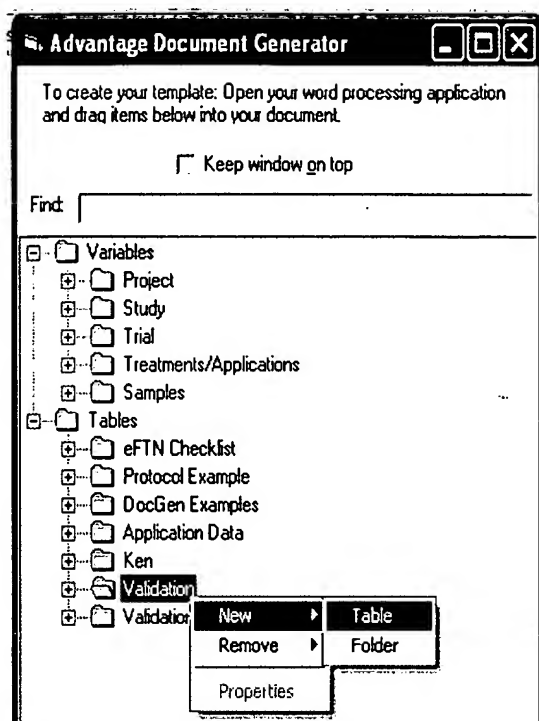 Advantage Document Generator
To create your template: Open your word processing application
and drag items below into your document.
Keep window on top
Find:
Variables
Project
Study
Trial
Treatments/Applications
Samples
Tables
eFTN Checklist
Protocol Example
DocGen Examples
Application Data
Ken
Validation
Validation
New
Table
Remove
Folder
Properties